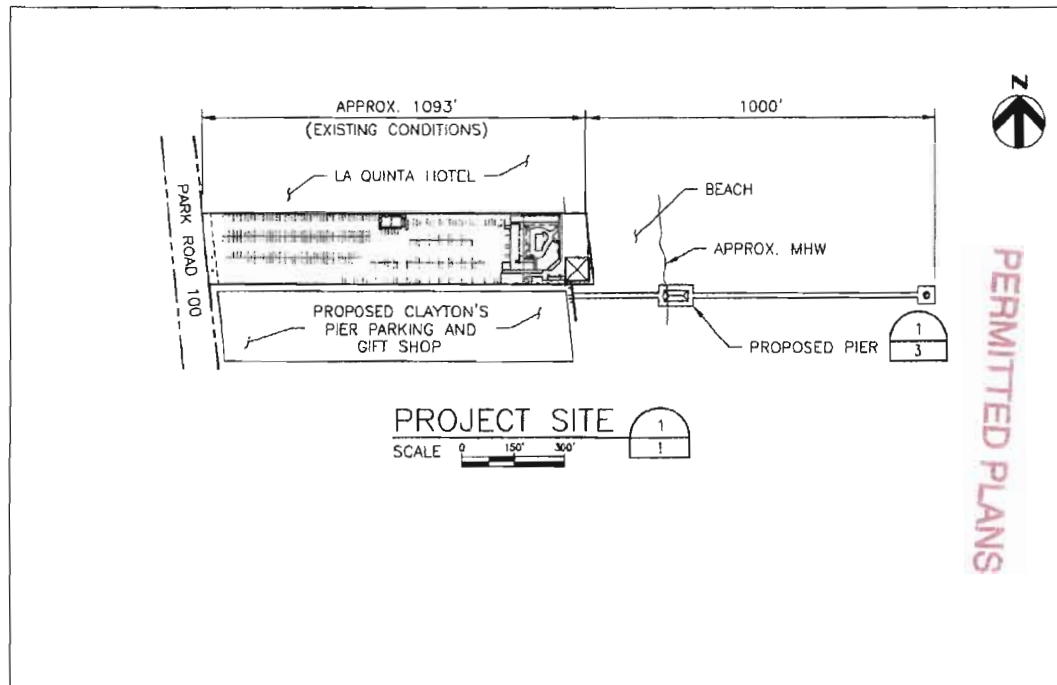 N
APPROX. 1093'
(EXISTING CONDITIONS)
1000'
LA QUINTA HOTEL
BEACH
PARK ROAD 100
APPROX. MHW
PROPOSED CLAYTON'S
PIER PARKING AND
GIFT SHOP
PROPOSED PIER
1
3
PROJECT SITE
1
1
SCALE 0 150' 300'
PERMITTED PLANS